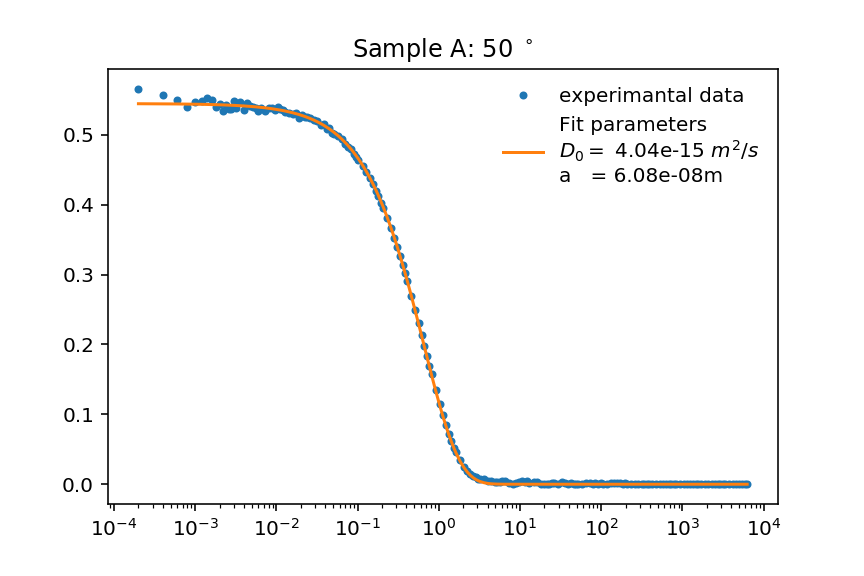 Sample A: 50 °
experimantal data
Fit parameters
D₀ = 4.04e-15 m²/s
a = 6.08e-08m
0.5
0.4
0.3
0.2
0.1
0.0
10⁻⁴ 10⁻³ 10⁻² 10⁻¹ 10⁰ 10¹ 10² 10³ 10⁴